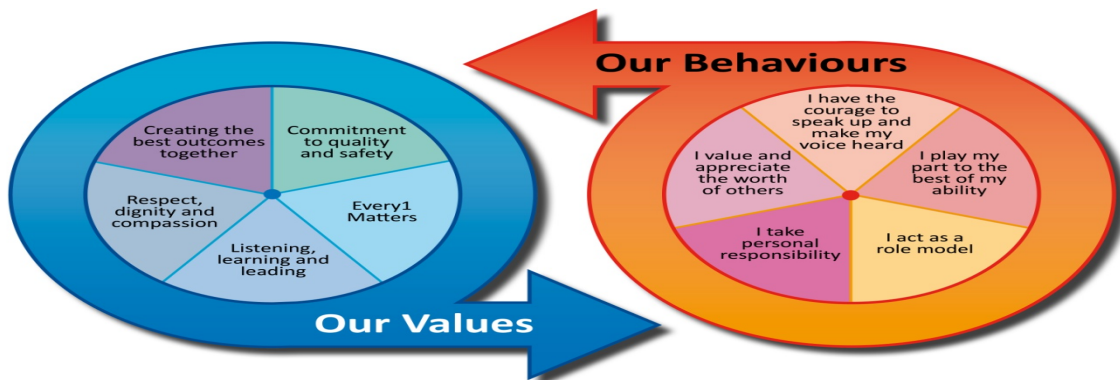 Our Behaviours
Creating the
best outcomes
together
Commitment
to quality
and safety
Every1
Matters
Listening,
learning and
leading
Respect,
dignity and
compassion
Our Values
I have the
courage to
speak up and
make my
voice heard
I play my
part to the
best of my
ability
I act as a
role model
I take
personal
responsibility
I value and
appreciate
the worth
of others